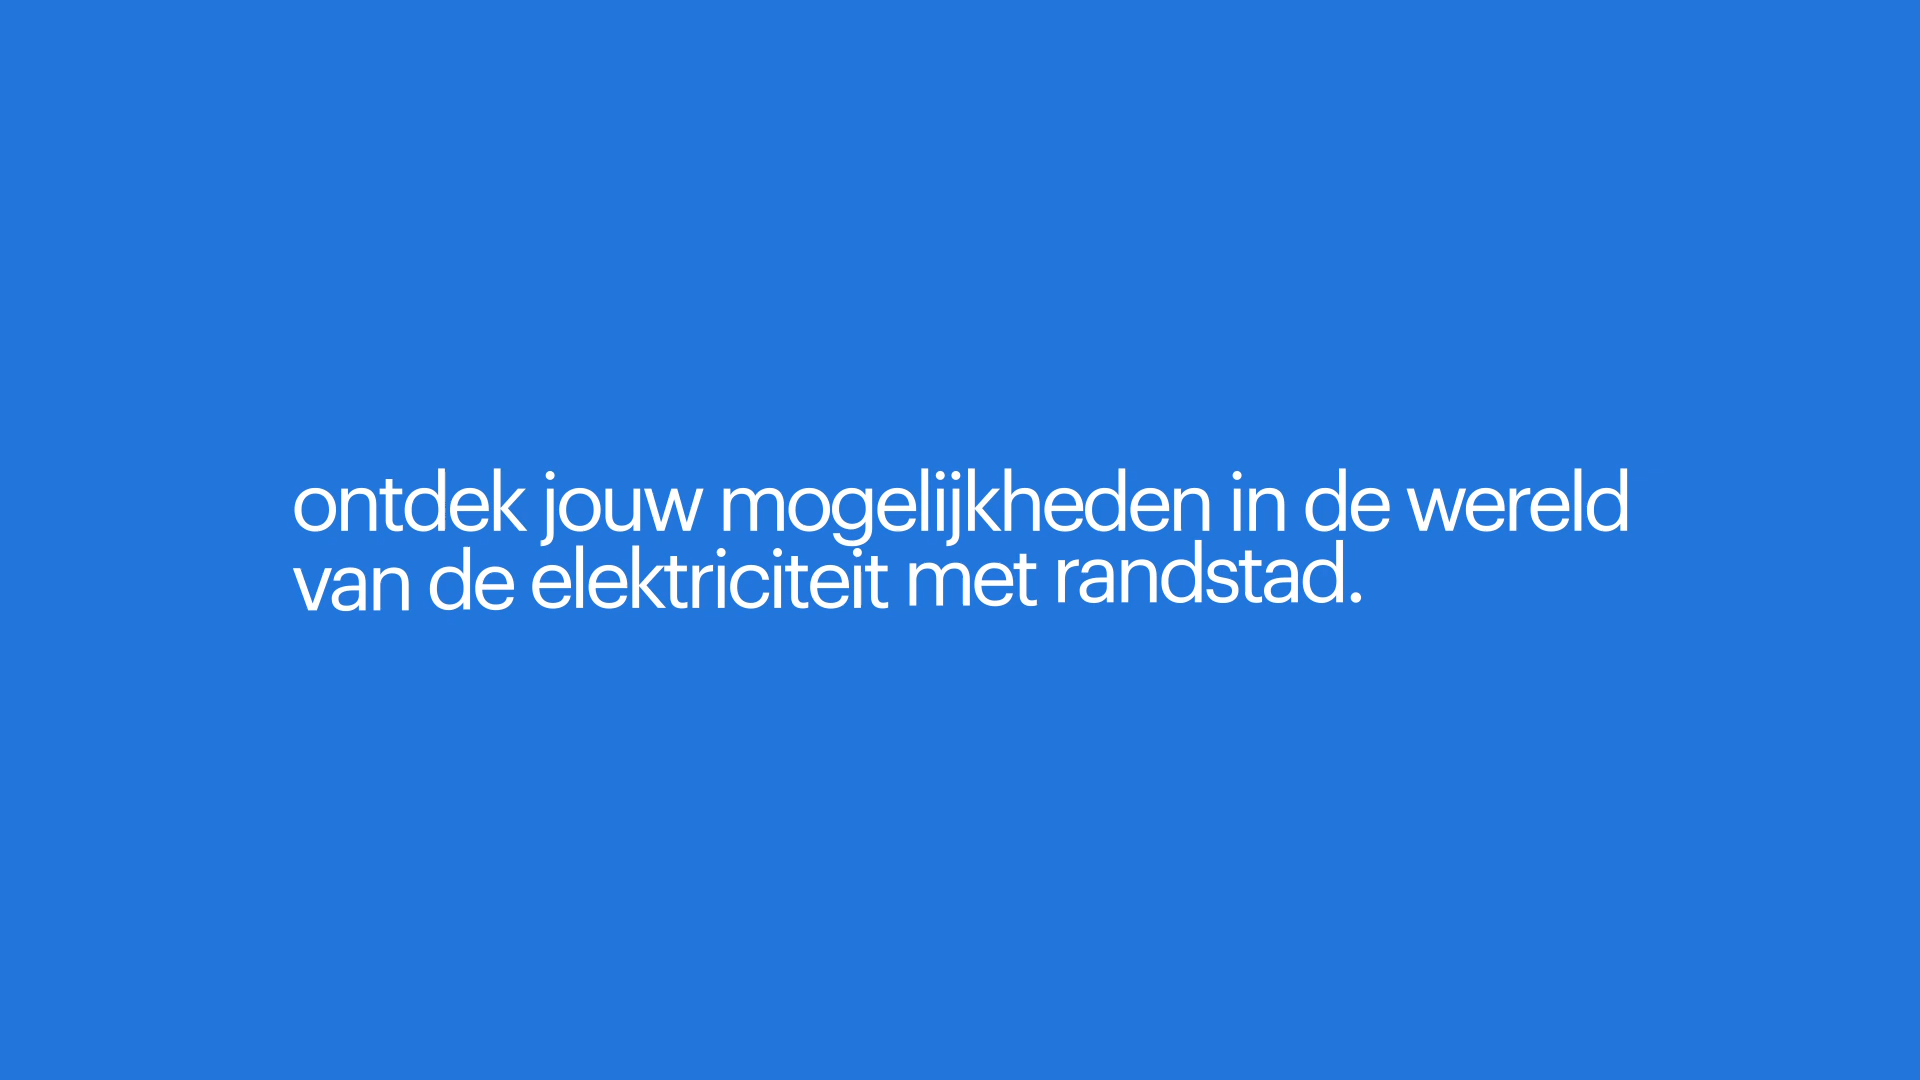 ontdek jouw mogelijkheden in de wereld
van de elektriciteit met randstad.